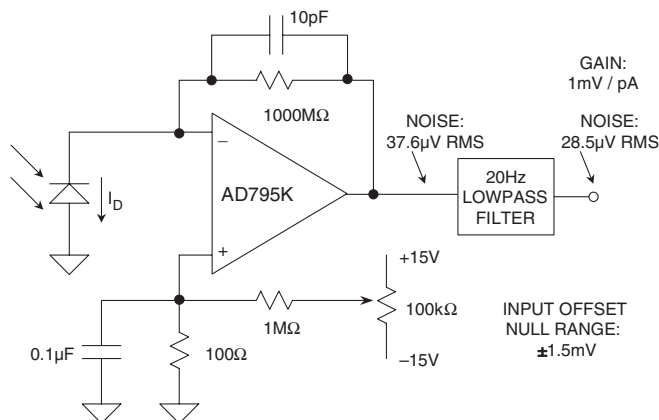 10pF
1000MΩ
GAIN:
1mV / pA
NOISE:
37.6µV RMS
NOISE:
28.5µV RMS
–
AD795K
+
I_D
20Hz
LOWPASS
FILTER
+15V
100kΩ
–15V
1MΩ
0.1µF
100Ω
INPUT OFFSET
NULL RANGE:
±1.5mV